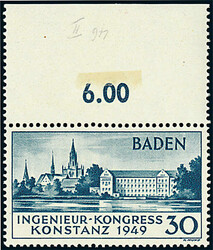 6.00
BADEN
INGENIEUR-KONGRESS
KONSTANZ 1949 30